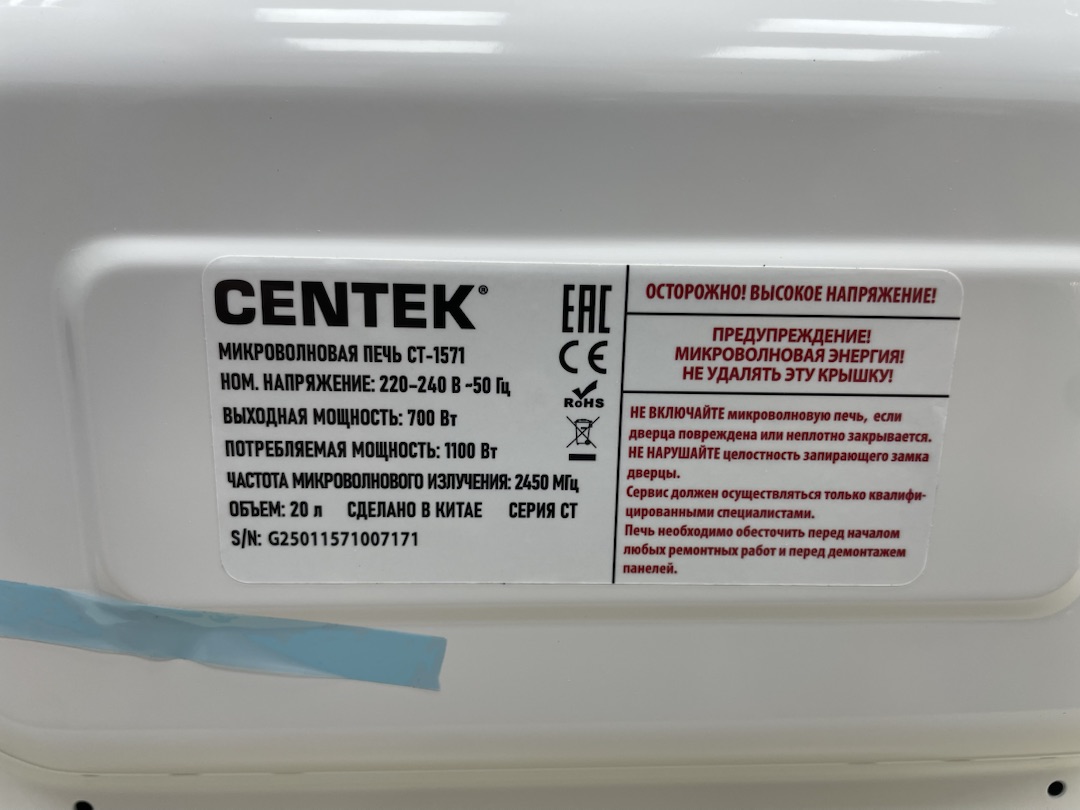 CENTEK®
МИКРОВОЛНОВАЯ ПЕЧЬ CT-1571
НОМ. НАПРЯЖЕНИЕ: 220-240 В ~50 Гц
ВЫХОДНАЯ МОЩНОСТЬ: 700 Вт
ПОТРЕБЛЯЕМАЯ МОЩНОСТЬ: 1100 Вт
ЧАСТОТА МИКРОВОЛНОВОГО ИЗЛУЧЕНИЯ: 2450 МГц
ОБЪЕМ: 20 л СДЕЛАНО В КИТАЕ СЕРИЯ СТ
S/N: G25011571007171
EAC
CE
RoHS
ОСТОРОЖНО! ВЫСОКОЕ НАПРЯЖЕНИЕ!
ПРЕДУПРЕЖДЕНИЕ!
МИКРОВОЛНОВАЯ ЭНЕРГИЯ!
НЕ УДАЛЯТЬ ЭТУ КРЫШКУ!
НЕ ВКЛЮЧАЙТЕ микроволновую печь, если
дверца повреждена или неплотно закрывается.
НЕ НАРУШАЙТЕ целостность запирающего замка
дверцы.
Сервис должен осуществляться только квалифи-
цированными специалистами.
Печь необходимо обесточить перед началом
любых ремонтных работ и перед демонтажем
панелей.